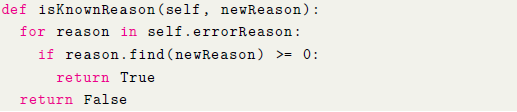 def isKnownReason(self, newReason):
  for reason in self.errorReason:
    if reason.find(newReason) >= 0:
      return True
  return False